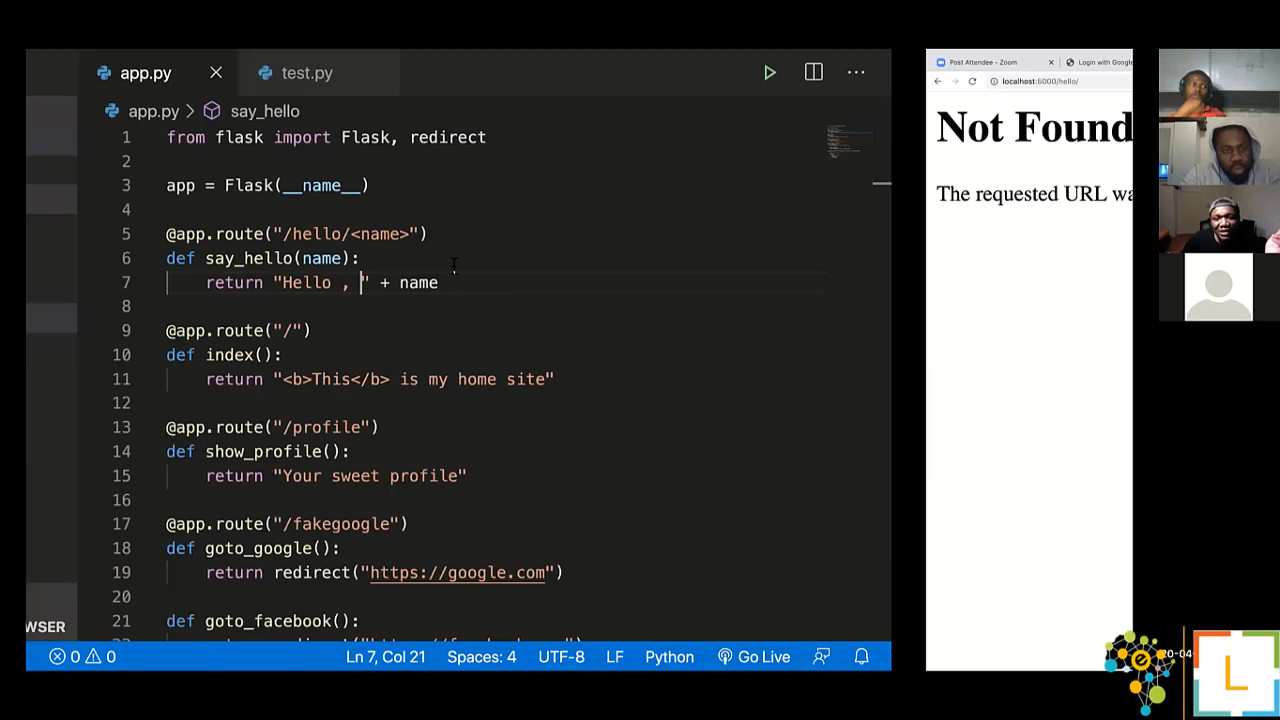 app.py
test.py
app.py > say_hello
1 from flask import Flask, redirect
2
3 app = Flask(__name__)
4
5 @app.route("/hello/<name>")
6 def say_hello(name):
7 return "Hello , " + name
8
9 @app.route("/")
10 def index():
11 return "<b>This</b> is my home site"
12
13 @app.route("/profile")
14 def show_profile():
15 return "Your sweet profile"
16
17 @app.route("/fakegoogle")
18 def goto_google():
19 return redirect("https://google.com")
20
21 def goto_facebook():
WSER
0 0 Ln 7, Col 21 Spaces: 4 UTF-8 LF Python Go Live
Post Attendee - Zoom
Login with Google
localhost:5000/hello/
Not Found
The requested URL wa
L